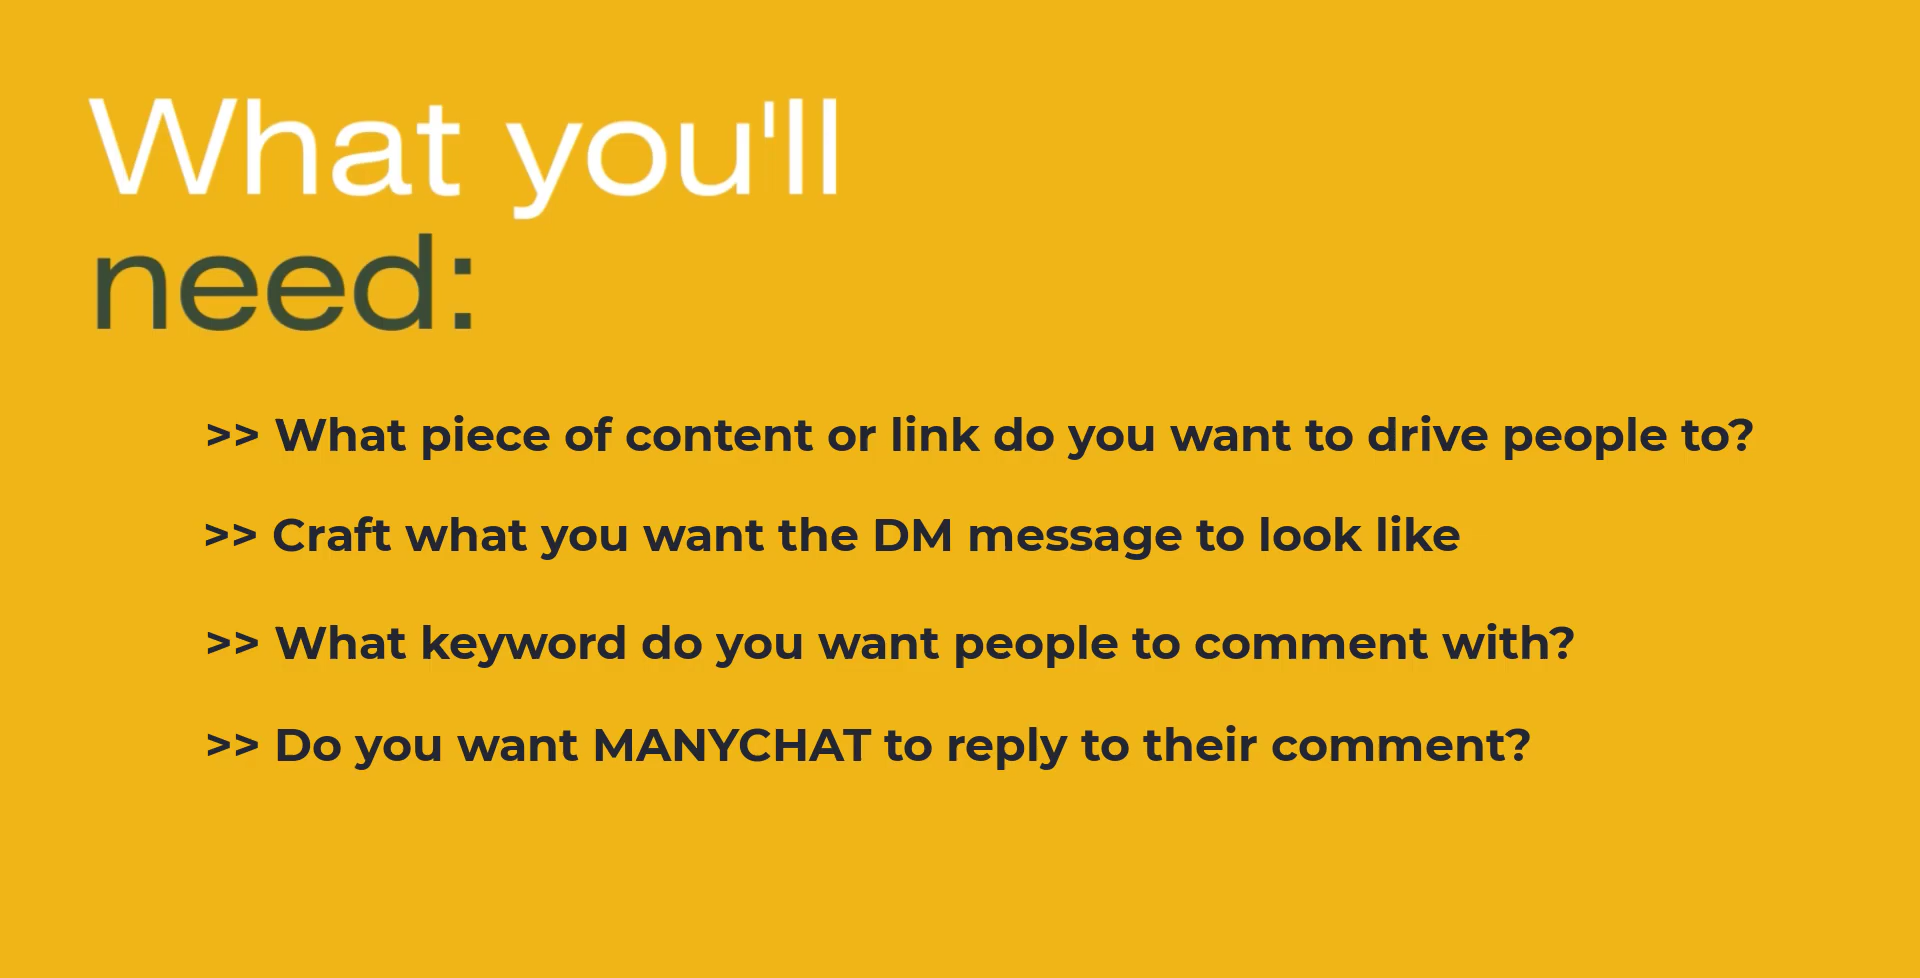 What you'll
need:
>> What piece of content or link do you want to drive people to?
>> Craft what you want the DM message to look like
>> What keyword do you want people to comment with?
>> Do you want MANYCHAT to reply to their comment?